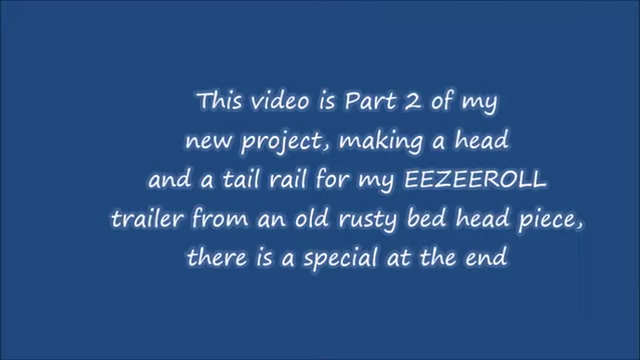 This video is Part 2 of my
new project, making a head
and a tail rail for my EEZEEROLL
trailer from an old rusty bed head piece,
there is a special at the end